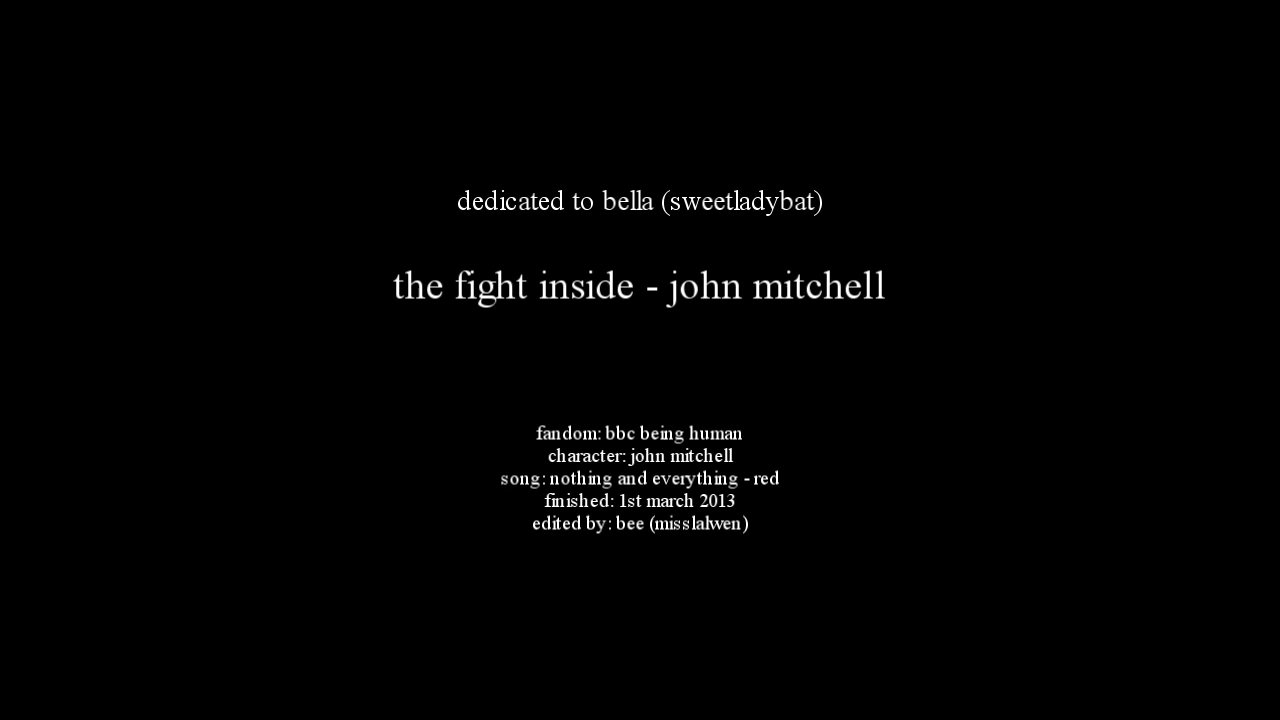 dedicated to bella (sweetladybat)
the fight inside - john mitchell
fandom: bbc being human
character: john mitchell
song: nothing and everything - red
finished: 1st march 2013
edited by: bee (misslalwen)